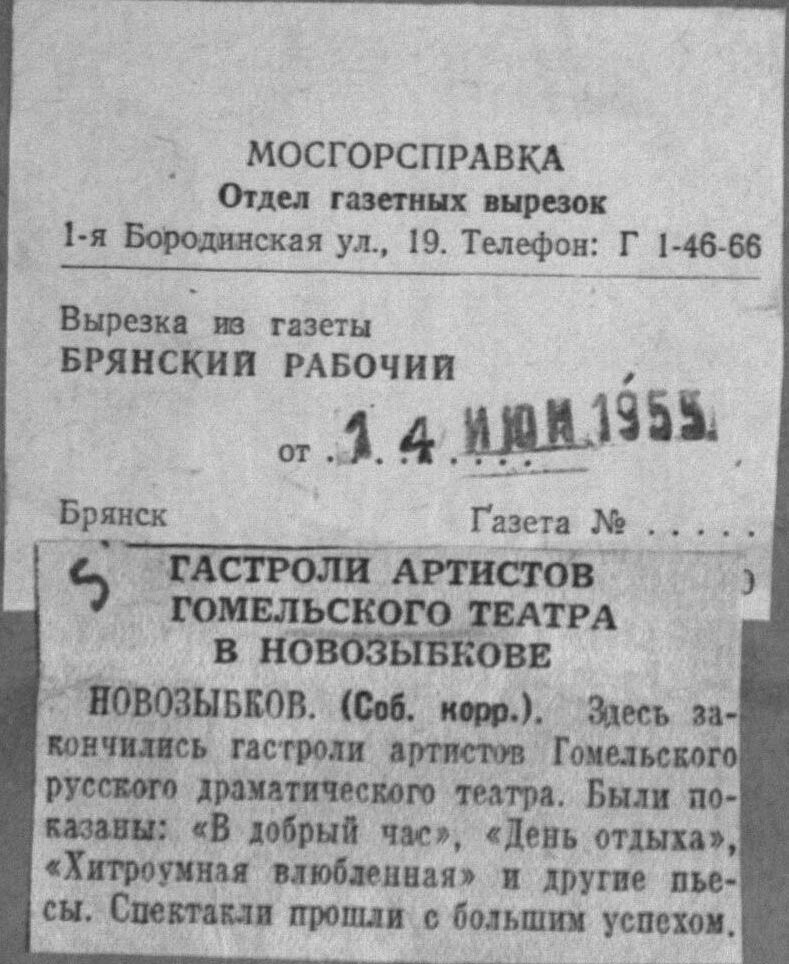 МОСГОРСПРАВКА
Отдел газетных вырезок
1-я Бородинская ул., 19. Телефон: Г 1-46-66
Вырезка из газеты
БРЯНСКИЙ РАБОЧИЙ
от 14 ИЮН 1955
Брянск Газета № . . . . .
5 ГАСТРОЛИ АРТИСТОВ
ГОМЕЛЬСКОГО ТЕАТРА
В НОВОЗЫБКОВЕ
НОВОЗЫБКОВ. (Соб. корр.). Здесь за-
кончились гастроли артистов Гомельского
русского драматического театра. Были по-
казаны: «В добрый час», «День отдыха»,
«Хитроумная влюбленная» и другие пье-
сы. Спектакли прошли с большим успехом.